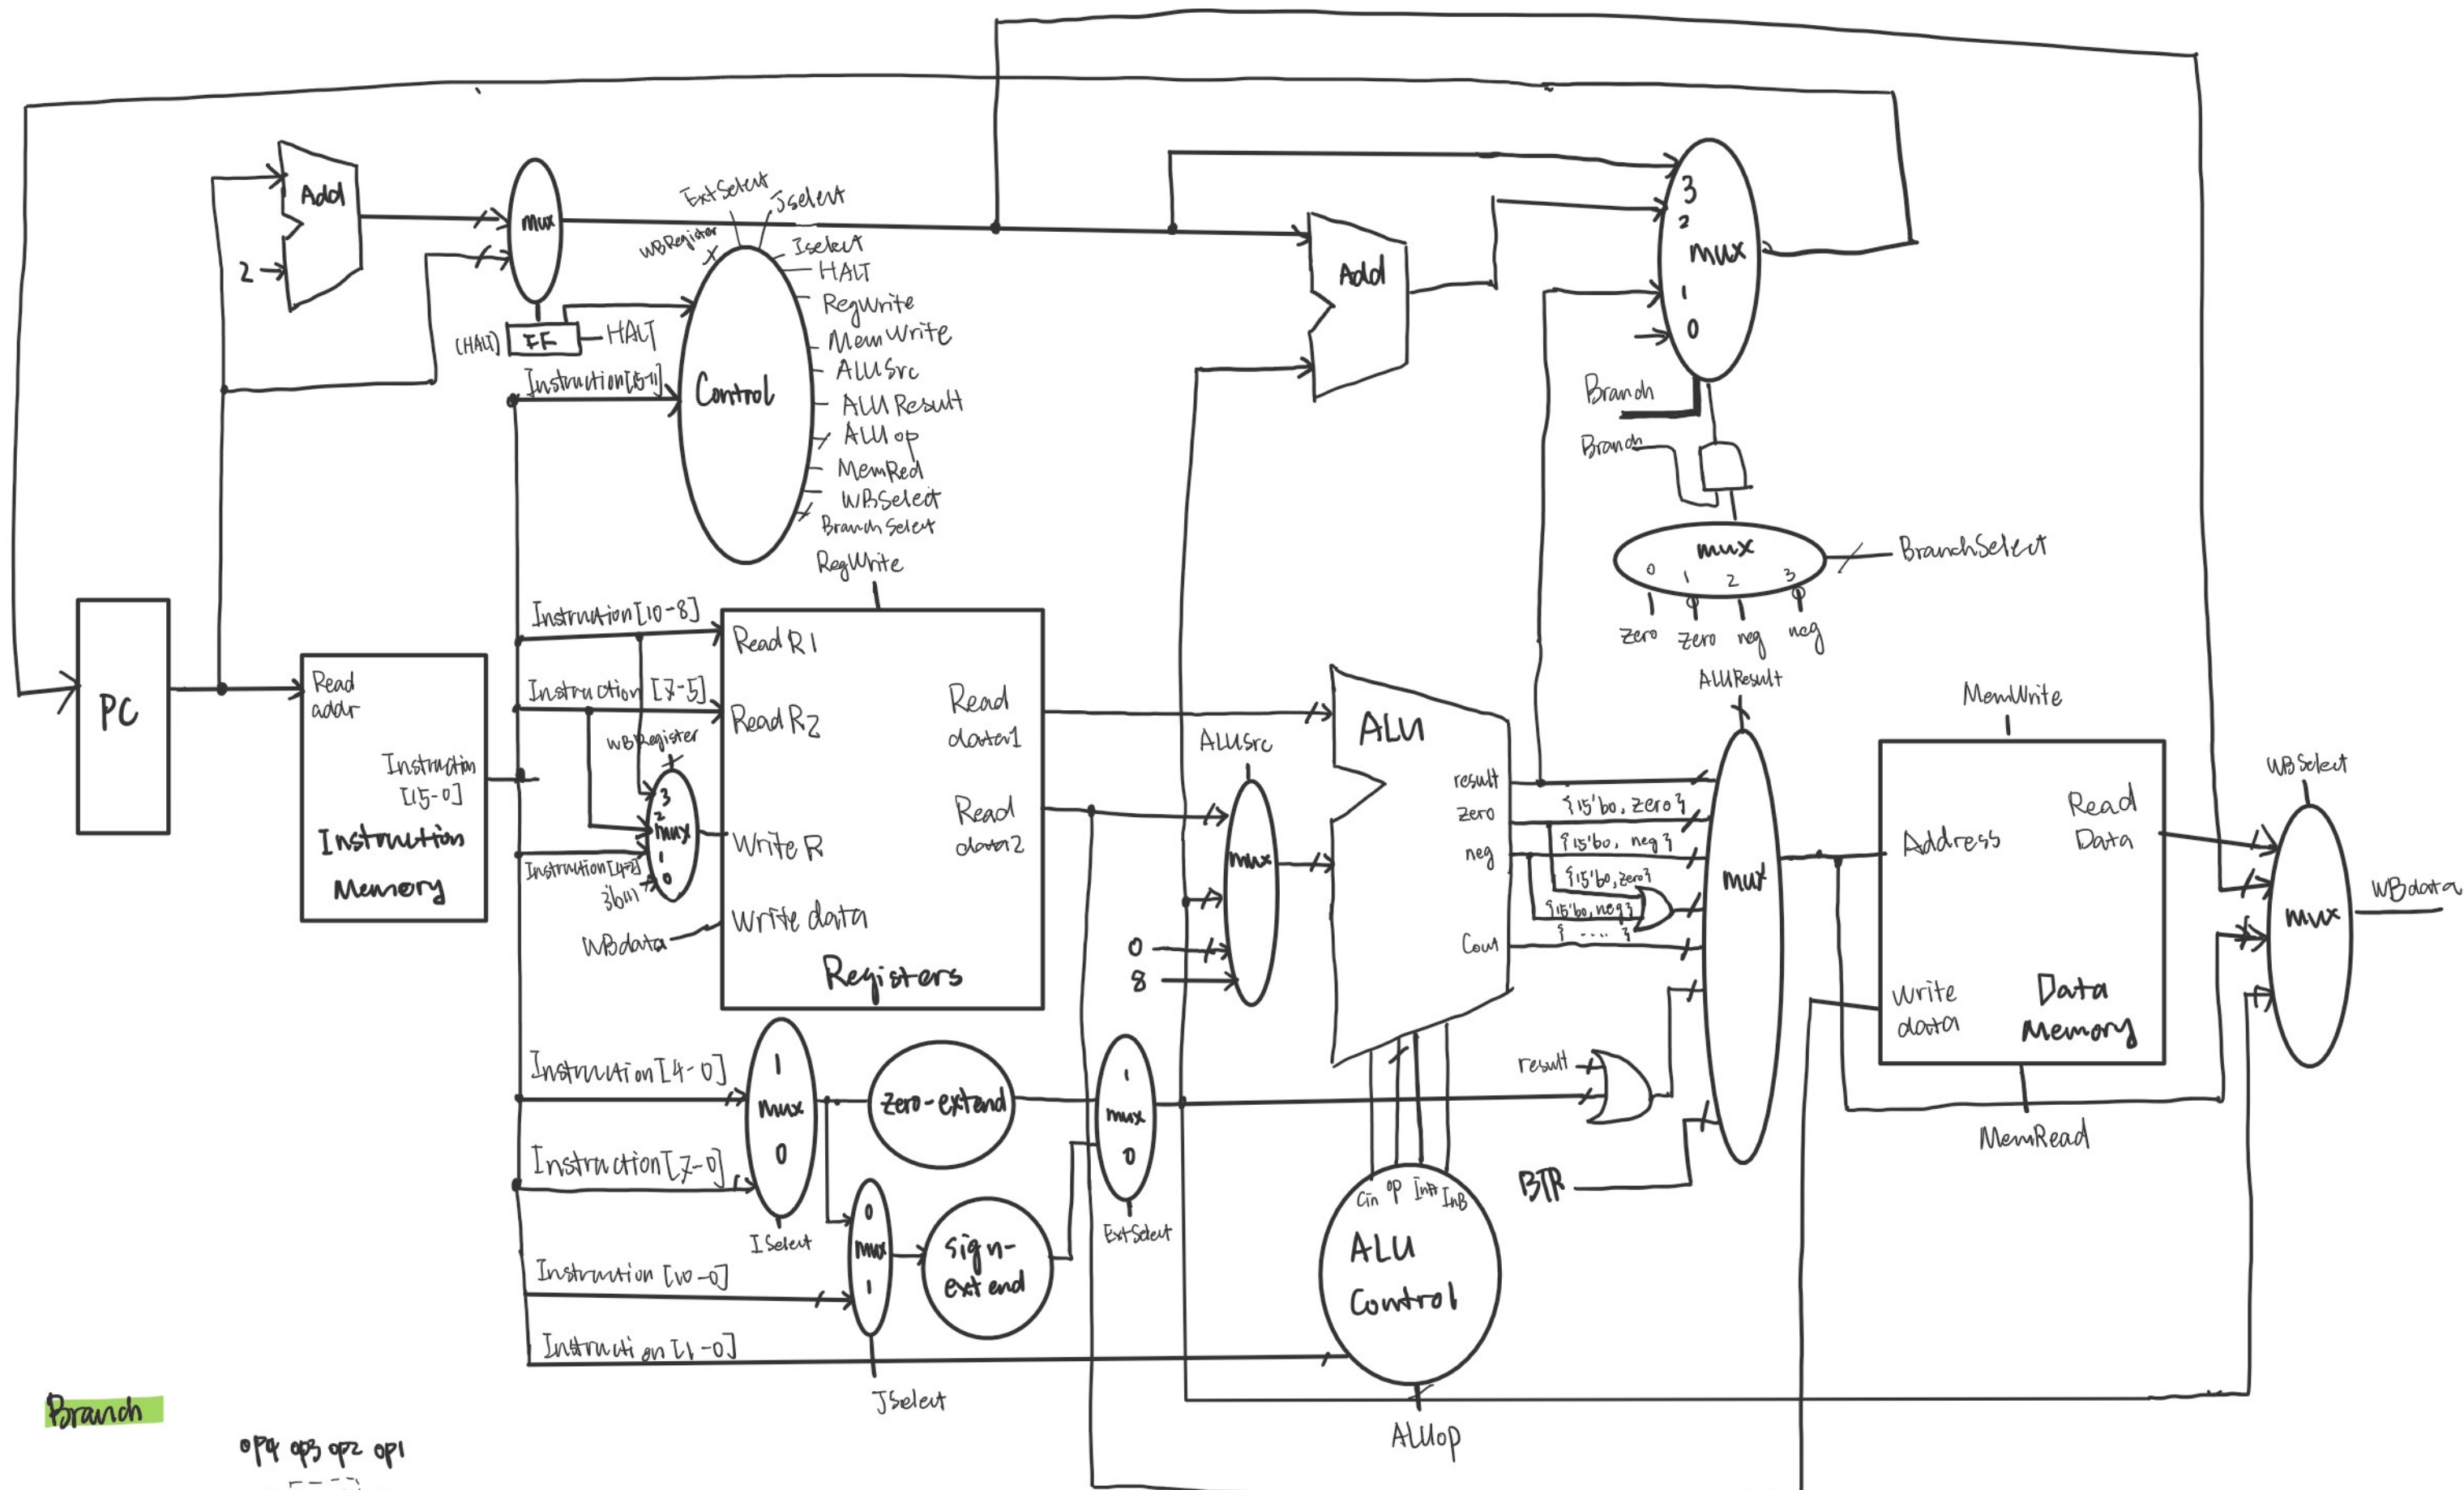 Add
2
mux
(HALT)
FF
HALT
WBRegister
ExtSelect
Jselect
Iselect
HALT
RegWrite
MemWrite
ALUSrc
ALUResult
ALUop
MemRed
WBSelect
BranchSelect
Control
Instruction[15-11]
Add
3
2
mux
1
0
Branch
Branch
mux
0
1
2
3
BranchSelect
zero
zero
neg
neg
PC
Read
addr
Instruction
[15-0]
Instruction
Memory
RegWrite
Instruction[10-8]
Read R1
Instruction [7-5]
Read R2
WBRegister
3
2
mux
1
0
Instruction[4-2]
3'b111
Write R
WBdata
Write data
Read
data1
Read
data2
Registers
ALUSrc
mux
0
8
ALU
result
zero
neg
Cout
{15'b0, zero}
{15'b0, neg}
{15'b0, zero}
{15'b0, neg}
{ ..... }
ALUResult
mux
result
BTR
MemWrite
Address
Read
Data
Write
data
Data
Memory
MemRead
WBSelect
mux
WBdata
Instruction[4-0]
1
mux
0
Instruction[7-0]
ISelect
zero-extend
0
mux
1
Instruction [10-0]
sign-
extend
1
mux
0
ExtSelect
Instruction [1-0]
JSelect
Cin
OP
InA
InB
ALU
Control
ALUop
Branch
op4 op3 op2 op1